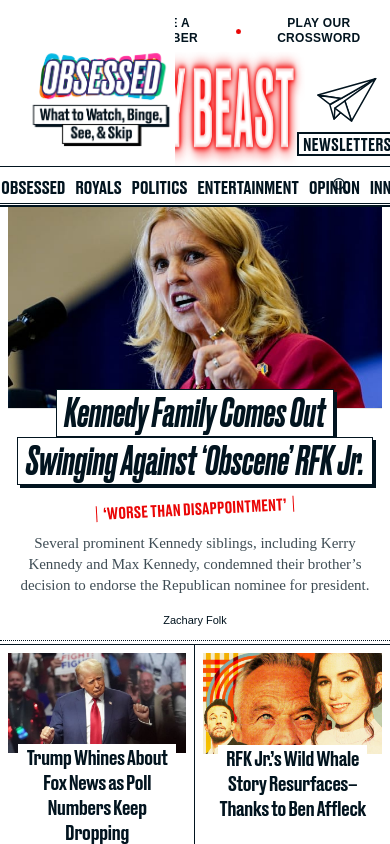 E A
BER
PLAY OUR
CROSSWORD
OBSESSED
What to Watch, Binge,
See, & Skip
Y BEAST
NEWSLETTERS
OBSESSED ROYALS POLITICS ENTERTAINMENT OPINION INN
Kennedy Family Comes Out
Swinging Against ‘Obscene’ RFK Jr.
‘WORSE THAN DISAPPOINTMENT’
Several prominent Kennedy siblings, including Kerry
Kennedy and Max Kennedy, condemned their brother’s
decision to endorse the Republican nominee for president.
Zachary Folk
FIGHT!
Trump Whines About
Fox News as Poll
Numbers Keep
Dropping
RFK Jr.’s Wild Whale
Story Resurfaces—
Thanks to Ben Affleck